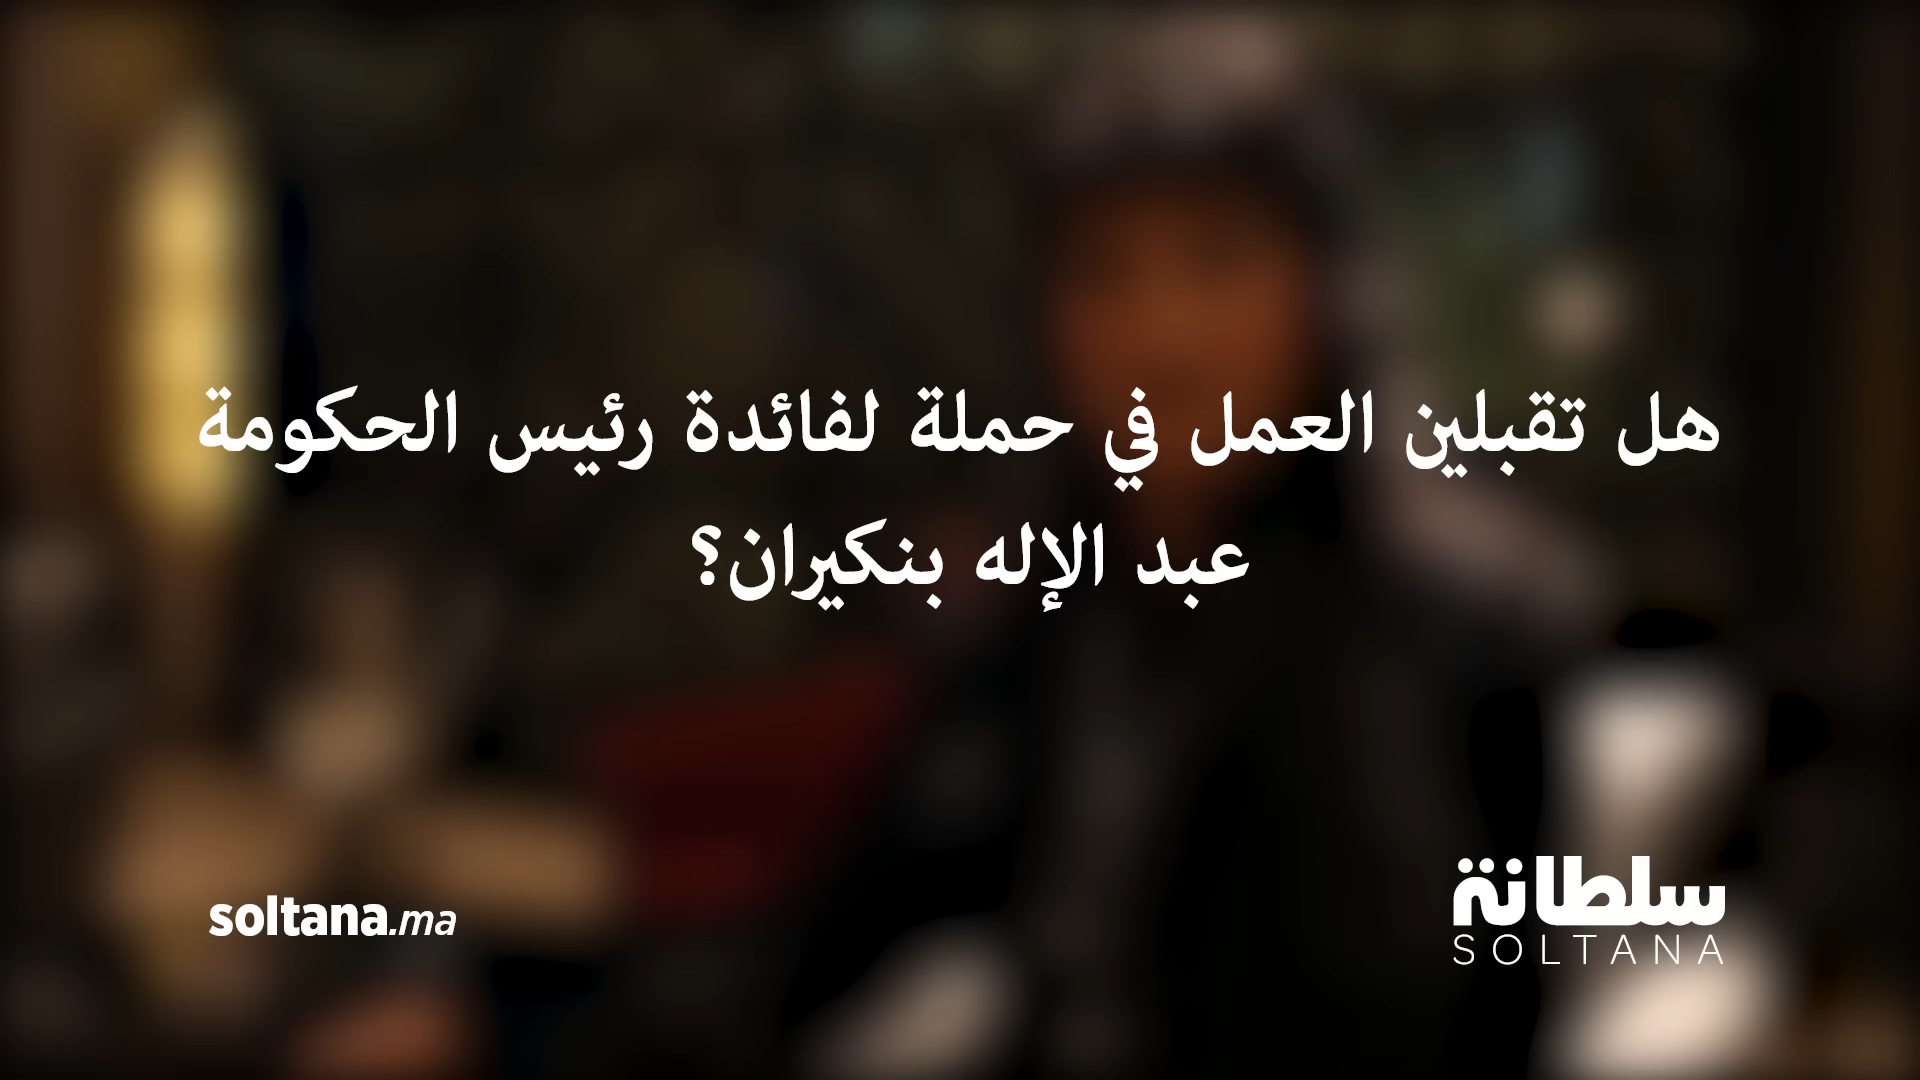 هل تقبلين العمل في حملة لفائدة رئيس الحكومة
عبد الإله بنكيران؟
سلطانة
SOLTANA
soltana.ma